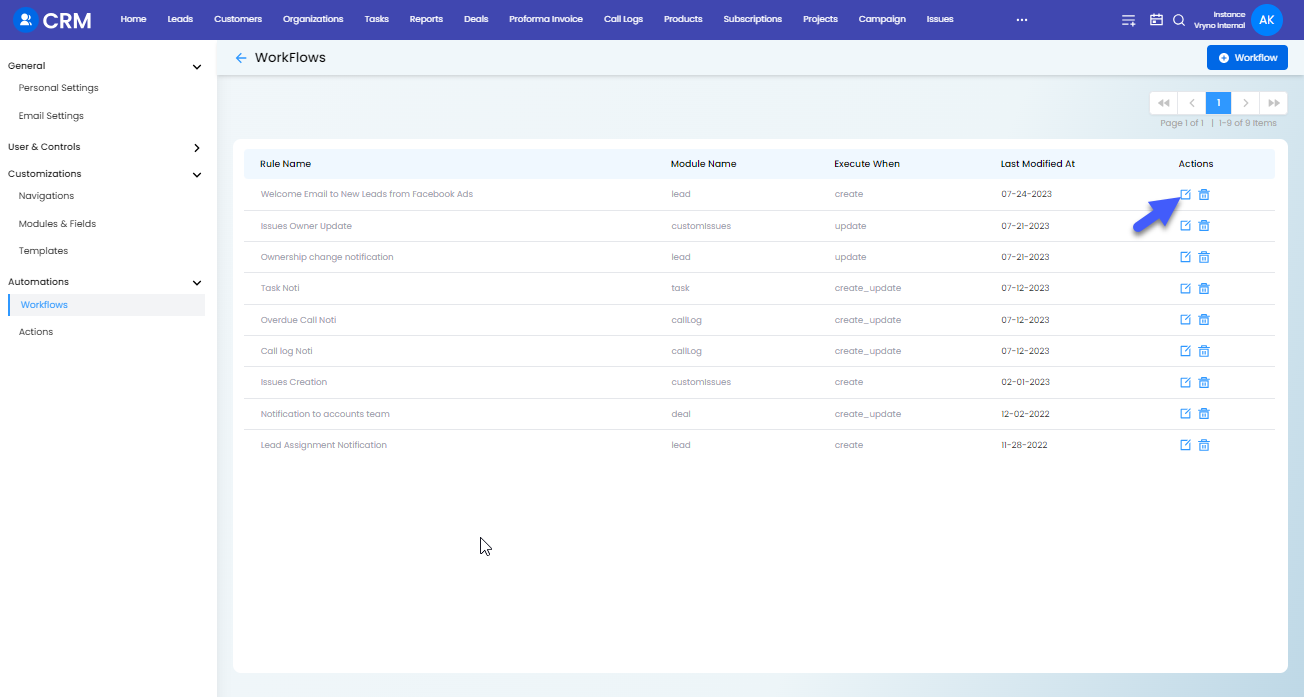 CRM Home Leads Customers Organizations Tasks Reports Deals Proforma Invoice Call Logs Products Subscriptions Projects Campaign Issues ... Instance AK
Vryno Internal
General
Personal Settings
Email Settings
User & Controls
Customizations
Navigations
Modules & Fields
Templates
Automations
Workflows
Actions
WorkFlows
Workflow
1
Page 1 of 1 | 1-9 of 9 Items
Rule Name Module Name Execute When Last Modified At Actions
Welcome Email to New Leads from Facebook Ads lead create 07-24-2023
Issues Owner Update customIssues update 07-21-2023
Ownership change notification lead update 07-21-2023
Task Noti task create_update 07-12-2023
Overdue Call Noti callLog create_update 07-12-2023
Call log Noti callLog create_update 07-12-2023
Issues Creation customIssues create 02-01-2023
Notification to accounts team deal create_update 12-02-2022
Lead Assignment Notification lead create 11-28-2022